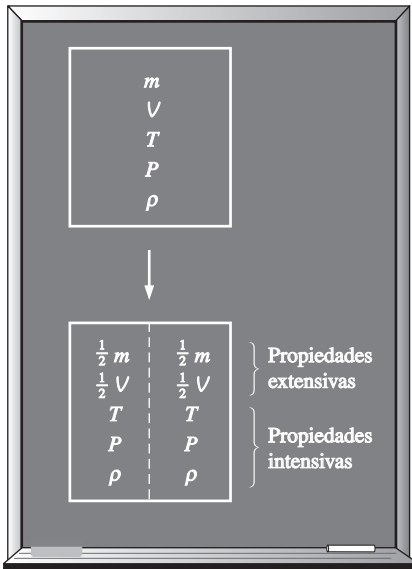 m
V
T
P
ρ
½ m ½ m
½ V ½ V
Propiedades
extensivas
T T
P P
ρ ρ
Propiedades
intensivas